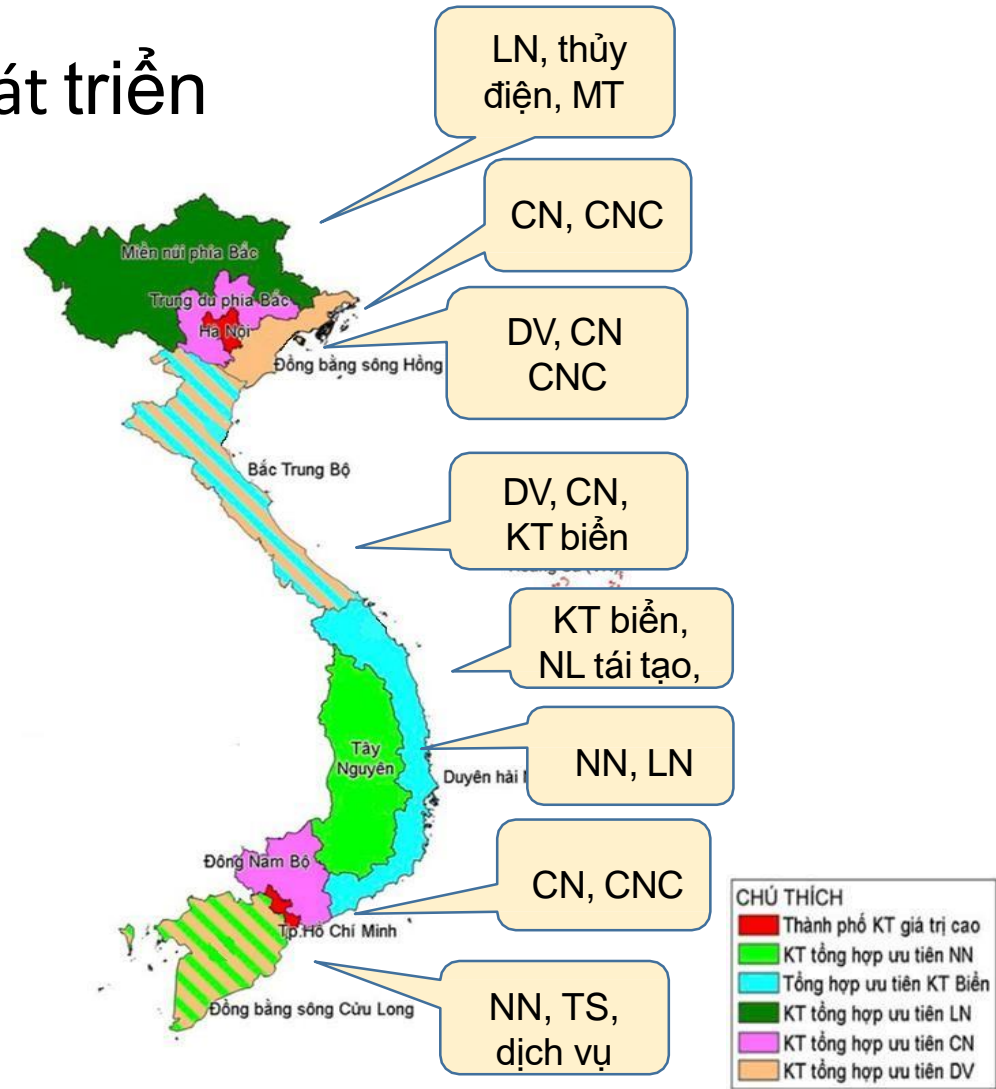 át triển
LN, thủy
điện, MT
CN, CNC
Miền núi phía Bắc
Trung du phía Bắc
Hà Nội
DV, CN
CNC
Đồng bằng sông Hồng
Bắc Trung Bộ
DV, CN,
KT biển
KT biển,
NL tái tạo,
Tây
Nguyên
NN, LN
Duyên hải
Đông Nam Bộ
CN, CNC
Tp.Hồ Chí Minh
Đồng bằng sông Cửu Long
NN, TS,
dịch vụ
CHÚ THÍCH
Thành phố KT giá trị cao
KT tổng hợp ưu tiên NN
Tổng hợp ưu tiên KT Biển
KT tổng hợp ưu tiên LN
KT tổng hợp ưu tiên CN
KT tổng hợp ưu tiên DV